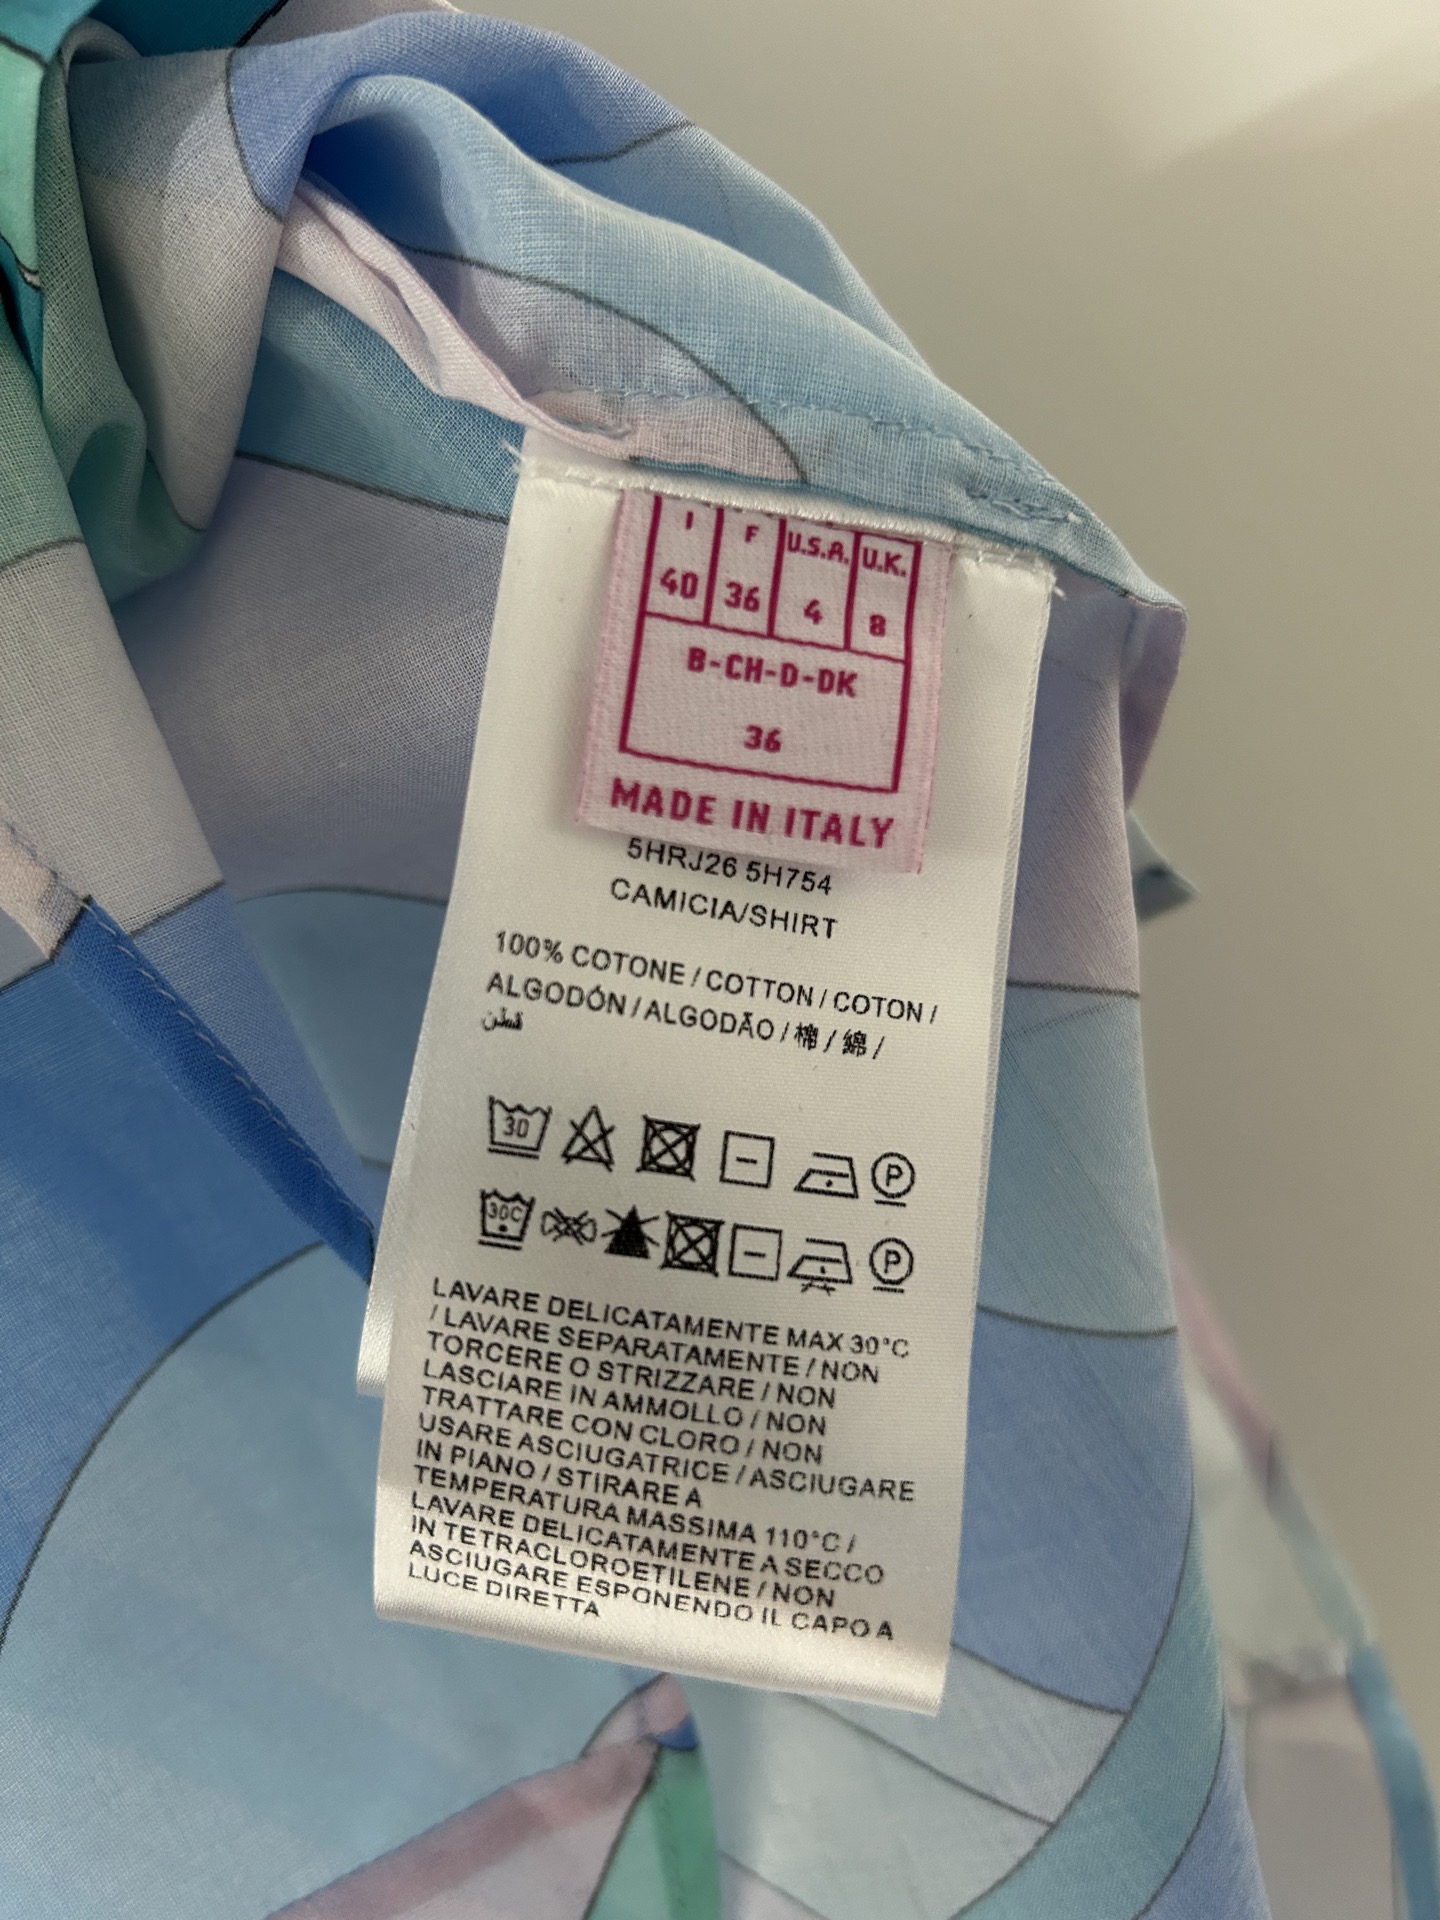 I F U.S.A. U.K.
40 36 4 8
B-CH-D-DK
36
MADE IN ITALY
5HRJ26 5H754
CAMICIA/SHIRT
100% COTONE / COTTON / COTON /
ALGODÓN / ALGODÃO / 棉 / 綿 /
قطن
30
P
30C
P
LAVARE DELICATAMENTE MAX 30°C
/ LAVARE SEPARATAMENTE / NON
TORCERE O STRIZZARE / NON
LASCIARE IN AMMOLLO / NON
TRATTARE CON CLORO / NON
USARE ASCIUGATRICE / ASCIUGARE
IN PIANO / STIRARE A
TEMPERATURA MASSIMA 110°C /
LAVARE DELICATAMENTE A SECCO
IN TETRACLOROETILENE / NON
ASCIUGARE ESPONENDO IL CAPO A
LUCE DIRETTA